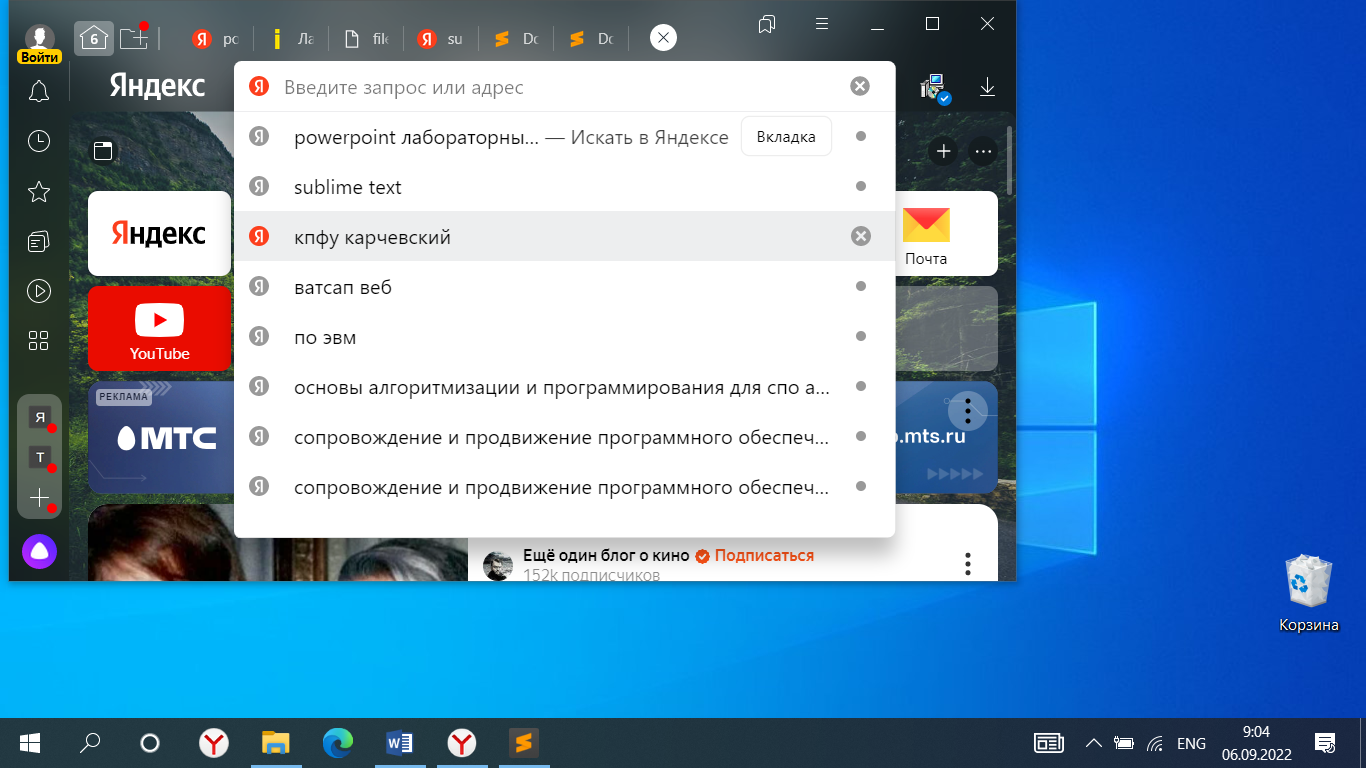 6
ро
Ла
file
su
Do
Do
Войти
Яндекс
Введите запрос или адрес
powerpoint лабораторны... — Искать в Яндексе Вкладка
sublime text
кпфу карчевский
ватсап веб
по эвм
основы алгоритмизации и программирования для спо а...
сопровождение и продвижение программного обеспеч...
сопровождение и продвижение программного обеспеч...
Яндекс
Почта
YouTube
РЕКЛАМА
МТС
.mts.ru
Я
Т
Ещё один блог о кино Подписаться
152k подписчиков
Корзина
ENG
9:04
06.09.2022